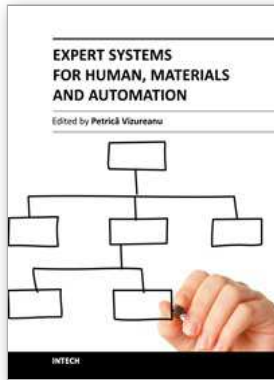 EXPERT SYSTEMS
FOR HUMAN, MATERIALS
AND AUTOMATION
Edited by Petrică Vizureanu
INTECH